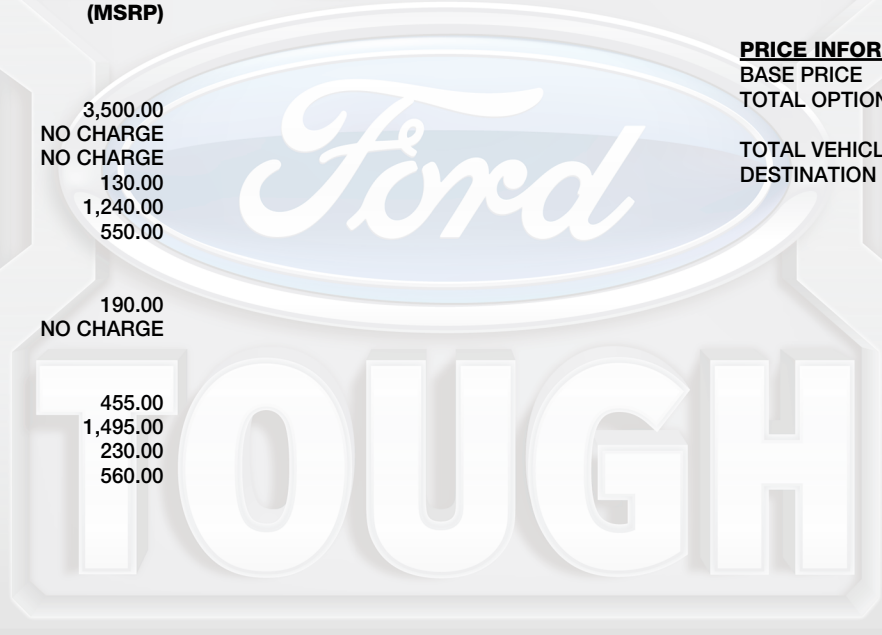 (MSRP)
3,500.00
NO CHARGE
NO CHARGE
130.00
1,240.00
550.00
190.00
NO CHARGE
455.00
1,495.00
230.00
560.00
PRICE INFOR
BASE PRICE
TOTAL OPTION
TOTAL VEHICL
DESTINATION
Ford
TOUGH